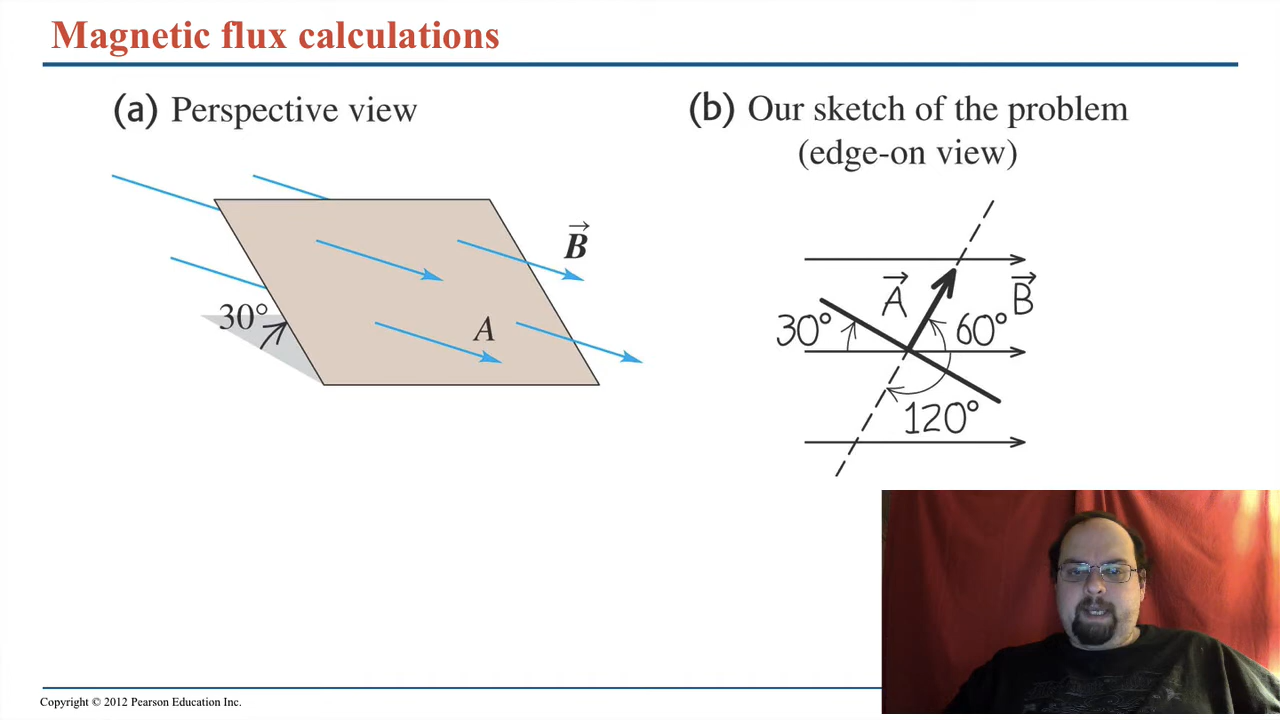 Magnetic flux calculations
(a) Perspective view
30°
B
A
(b) Our sketch of the problem
(edge-on view)
A
B
30°
60°
120°
Copyright © 2012 Pearson Education Inc.